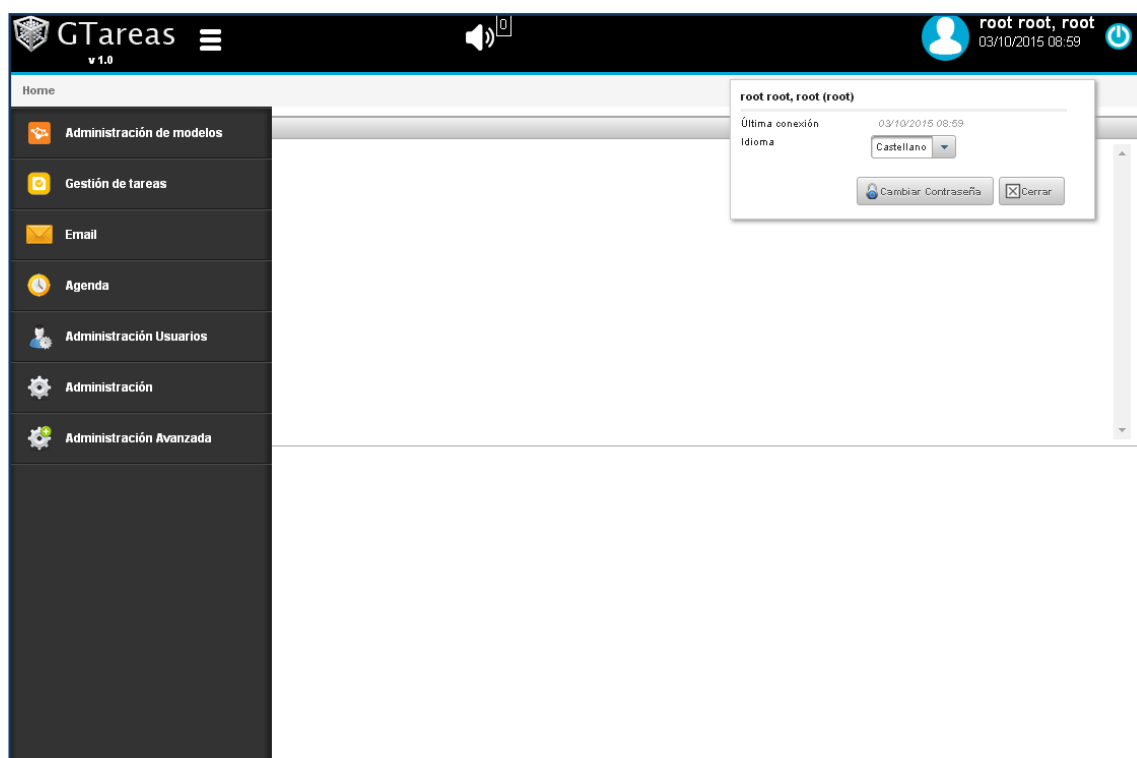 GTareas
v 1.0
0
root root, root
03/10/2015 08:59
Home
root root, root (root)
Última conexión 03/10/2015 08:59
Idioma Castellano
Cambiar Contraseña Cerrar
Administración de modelos
Gestión de tareas
Email
Agenda
Administración Usuarios
Administración
Administración Avanzada